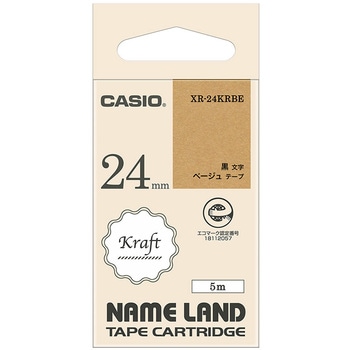 CASIO®
XR-24KRBE
24mm
黒 文字
ベージュ テープ
エコマーク認定番号
18112057
Kraft
5m
NAME LAND
TAPE CARTRIDGE